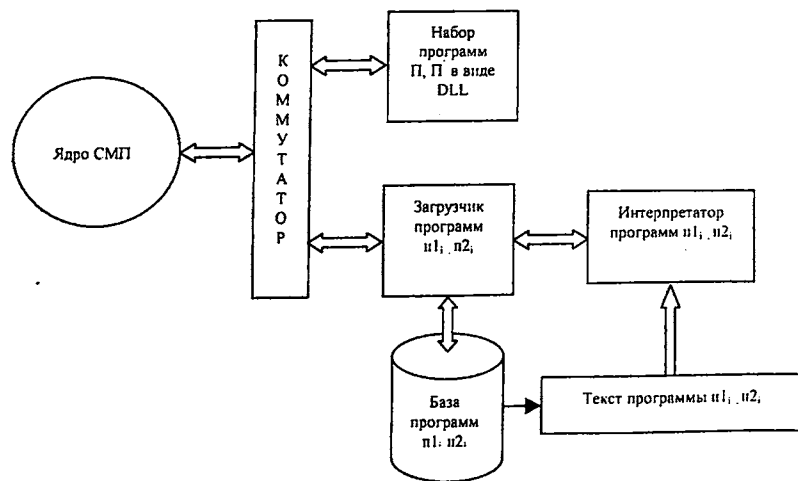 Набор
программ
П, П в виде
DLL
КОММУТАТОР
Ядро СМП
Загрузчик
программ
п1ᵢ, п2ᵢ
Интерпретатор
программ п1ᵢ, п2ᵢ
База
программ
п1ᵢ п2ᵢ
Текст программы п1ᵢ, п2ᵢ